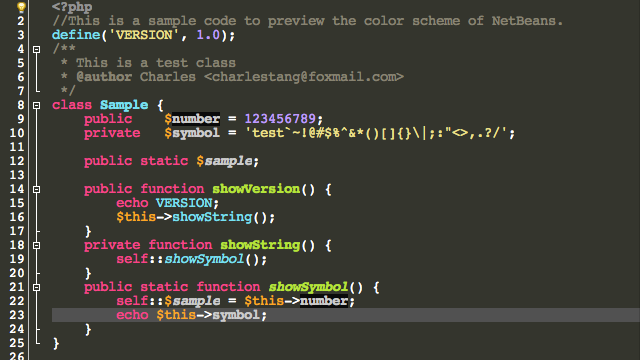 <?php
2 //This is a sample code to preview the color scheme of NetBeans.
3 define('VERSION', 1.0);
4 /**
5  * This is a test class
6  * @author Charles <charlestang@foxmail.com>
7  */
8 class Sample {
9     public    $number = 123456789;
10     private   $symbol = 'test`~!@#$%^&*()[]{}\|;:"<>,.?/';
11
12     public static $sample;
13
14     public function showVersion() {
15         echo VERSION;
16         $this->showString();
17     }
18     private function showString() {
19         self::showSymbol();
20     }
21     public static function showSymbol() {
22         self::$sample = $this->number;
23         echo $this->symbol;
24     }
25 }
26